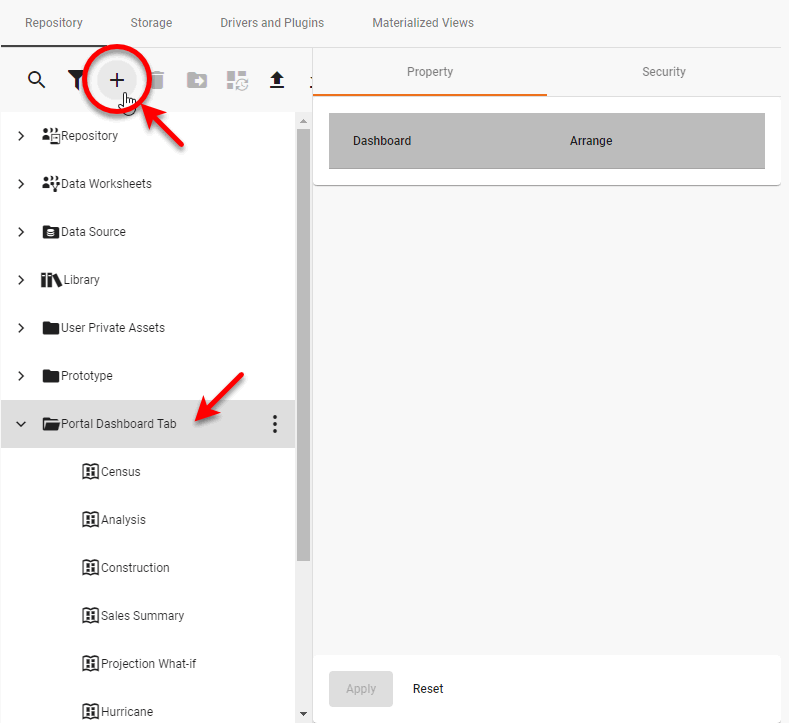 Repository Storage Drivers and Plugins Materialized Views
Property Security
Dashboard Arrange
Repository
Data Worksheets
Data Source
Library
User Private Assets
Prototype
Portal Dashboard Tab
Census
Analysis
Construction
Sales Summary
Projection What-if
Hurricane
Apply Reset